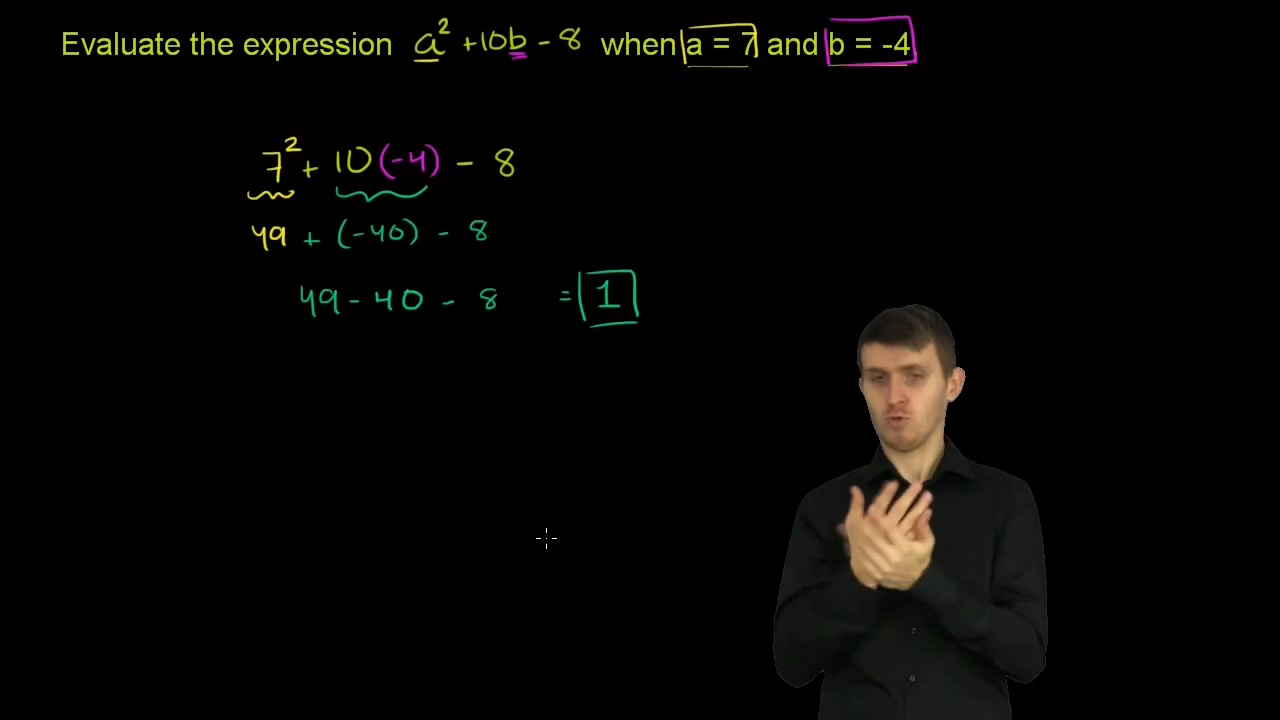 Evaluate the expression a² + 10b - 8 when a = 7 and b = -4.
7² + 10(-4) - 8
49 + (-40) - 8
49 - 40 - 8 = 1